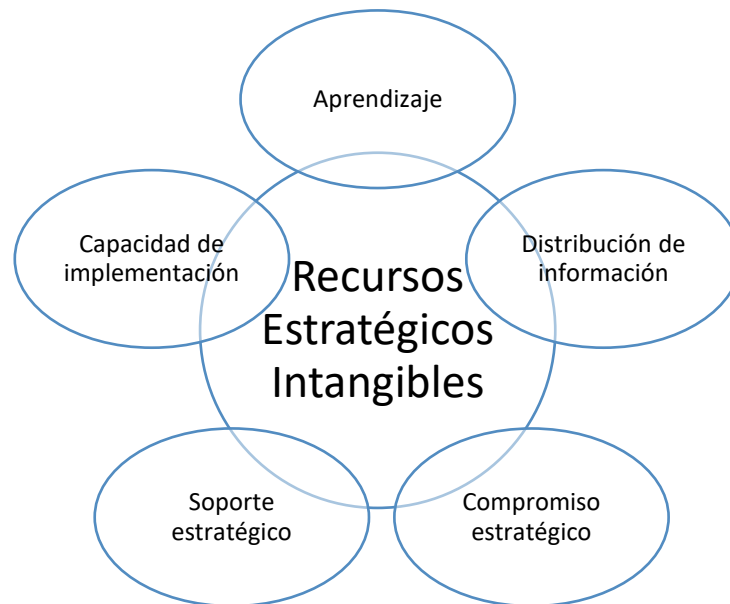 Aprendizaje
Capacidad de
implementación
Distribución de
información
Recursos
Estratégicos
Intangibles
Soporte
estratégico
Compromiso
estratégico